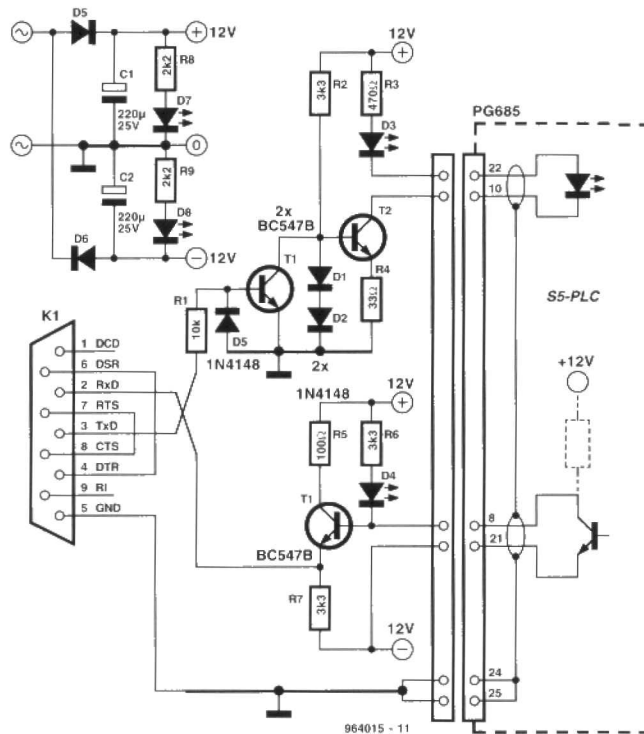 D5
12V
R8
2k2
C1
D7
220µ
25V
0
R9
2k2
C2
220µ
25V
D8
D6
12V
12V
R2
3k3
R3
470Ω
D3
PG685
22
10
2x
BC547B
T2
T1
R1
10k
D1
R4
33Ω
D5
D2
1N4148
2x
S5-PLC
K1
1 DCD
6 DSR
2 RxD
7 RTS
3 TxD
8 CTS
4 DTR
9 RI
5 GND
+12V
1N4148
12V
R5
100Ω
R6
3k3
D4
T1
BC547B
8
21
R7
3k3
12V
24
25
964015 - 11